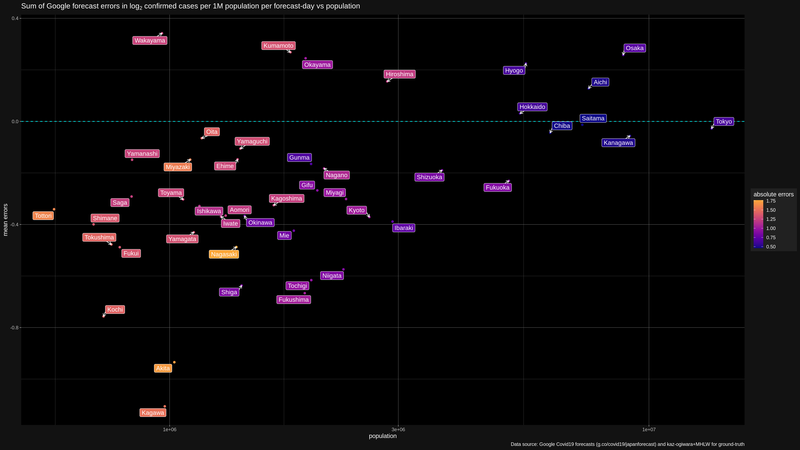 Sum of Google forecast errors in log₂ confirmed cases per 1M population per forecast-day vs population
0.4
Wakayama
Kumamoto
Osaka
Okayama
Hyogo
Hiroshima
Aichi
Hokkaido
Saitama
0.0
Tokyo
Chiba
Oita
Yamaguchi
Kanagawa
Yamanashi
Gunma
Miyazaki
Ehime
Nagano
Shizuoka
Gifu
Fukuoka
Toyama
Miyagi
absolute errors
Saga
Kagoshima
1.75
Ishikawa
Aomori
Kyoto
1.50
Tottori
Shimane
1.25
mean errors
-0.4
Iwate
Okinawa
1.00
Ibaraki
0.75
Tokushima
Yamagata
Mie
0.50
Fukui
Nagasaki
Niigata
Shiga
Tochigi
Fukushima
Kochi
-0.8
Akita
Kagawa
1e+06
3e+06
1e+07
population
Data source: Google Covid19 forecasts (g.co/covid19/japanforecast) and kaz-ogiwara+MHLW for ground-truth